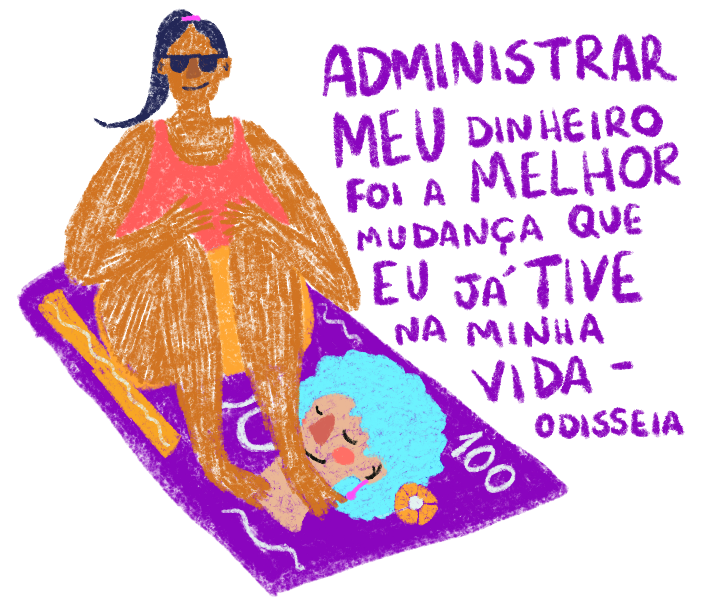 ADMINISTRAR
MEU DINHEIRO
FOI A MELHOR
MUDANÇA QUE
EU JÁ TIVE
NA MINHA
VIDA -
ODISSEIA
100